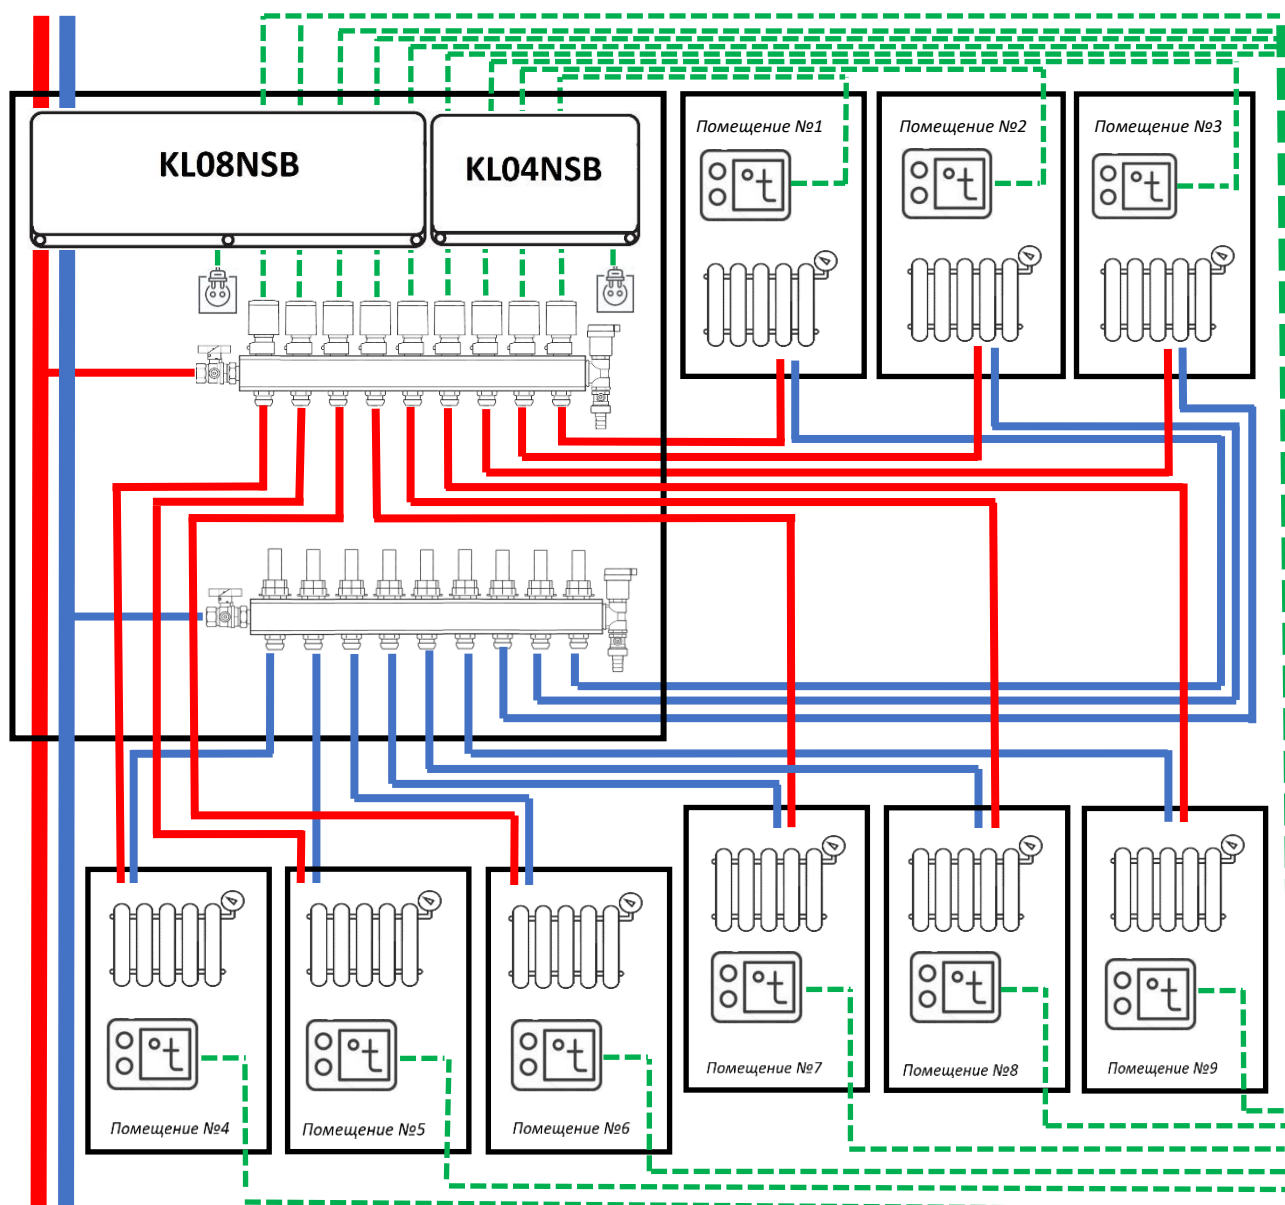 KL08NSB
KL04NSB
Помещение №1
Помещение №2
Помещение №3
°t
°t
°t
°t
°t
°t
Помещение №7
Помещение №8
Помещение №9
°t
°t
°t
Помещение №4
Помещение №5
Помещение №6